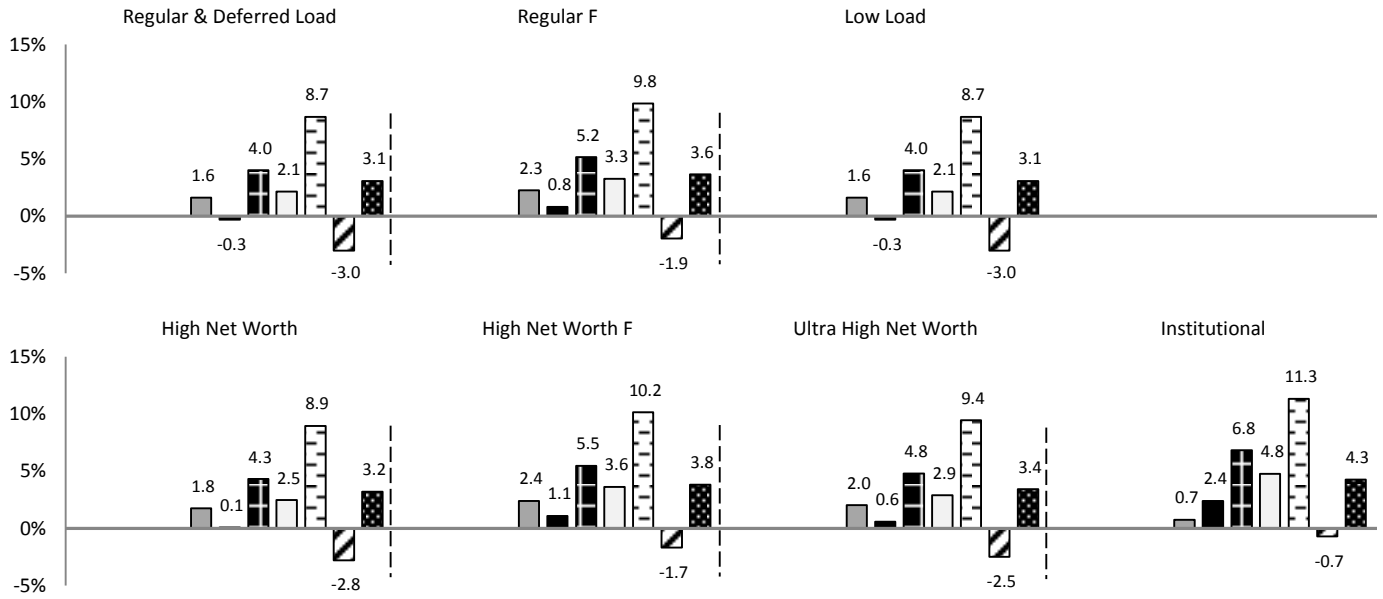 Regular & Deferred Load Regular F Low Load
15%
10%
5%
0%
-5%
1.6 -0.3 4.0 2.1 8.7 -3.0 3.1
2.3 0.8 5.2 3.3 9.8 -1.9 3.6
1.6 -0.3 4.0 2.1 8.7 -3.0 3.1
High Net Worth High Net Worth F Ultra High Net Worth Institutional
15%
10%
5%
0%
-5%
1.8 0.1 4.3 2.5 8.9 -2.8 3.2
2.4 1.1 5.5 3.6 10.2 -1.7 3.8
2.0 0.6 4.8 2.9 9.4 -2.5 3.4
0.7 2.4 6.8 4.8 11.3 -0.7 4.3